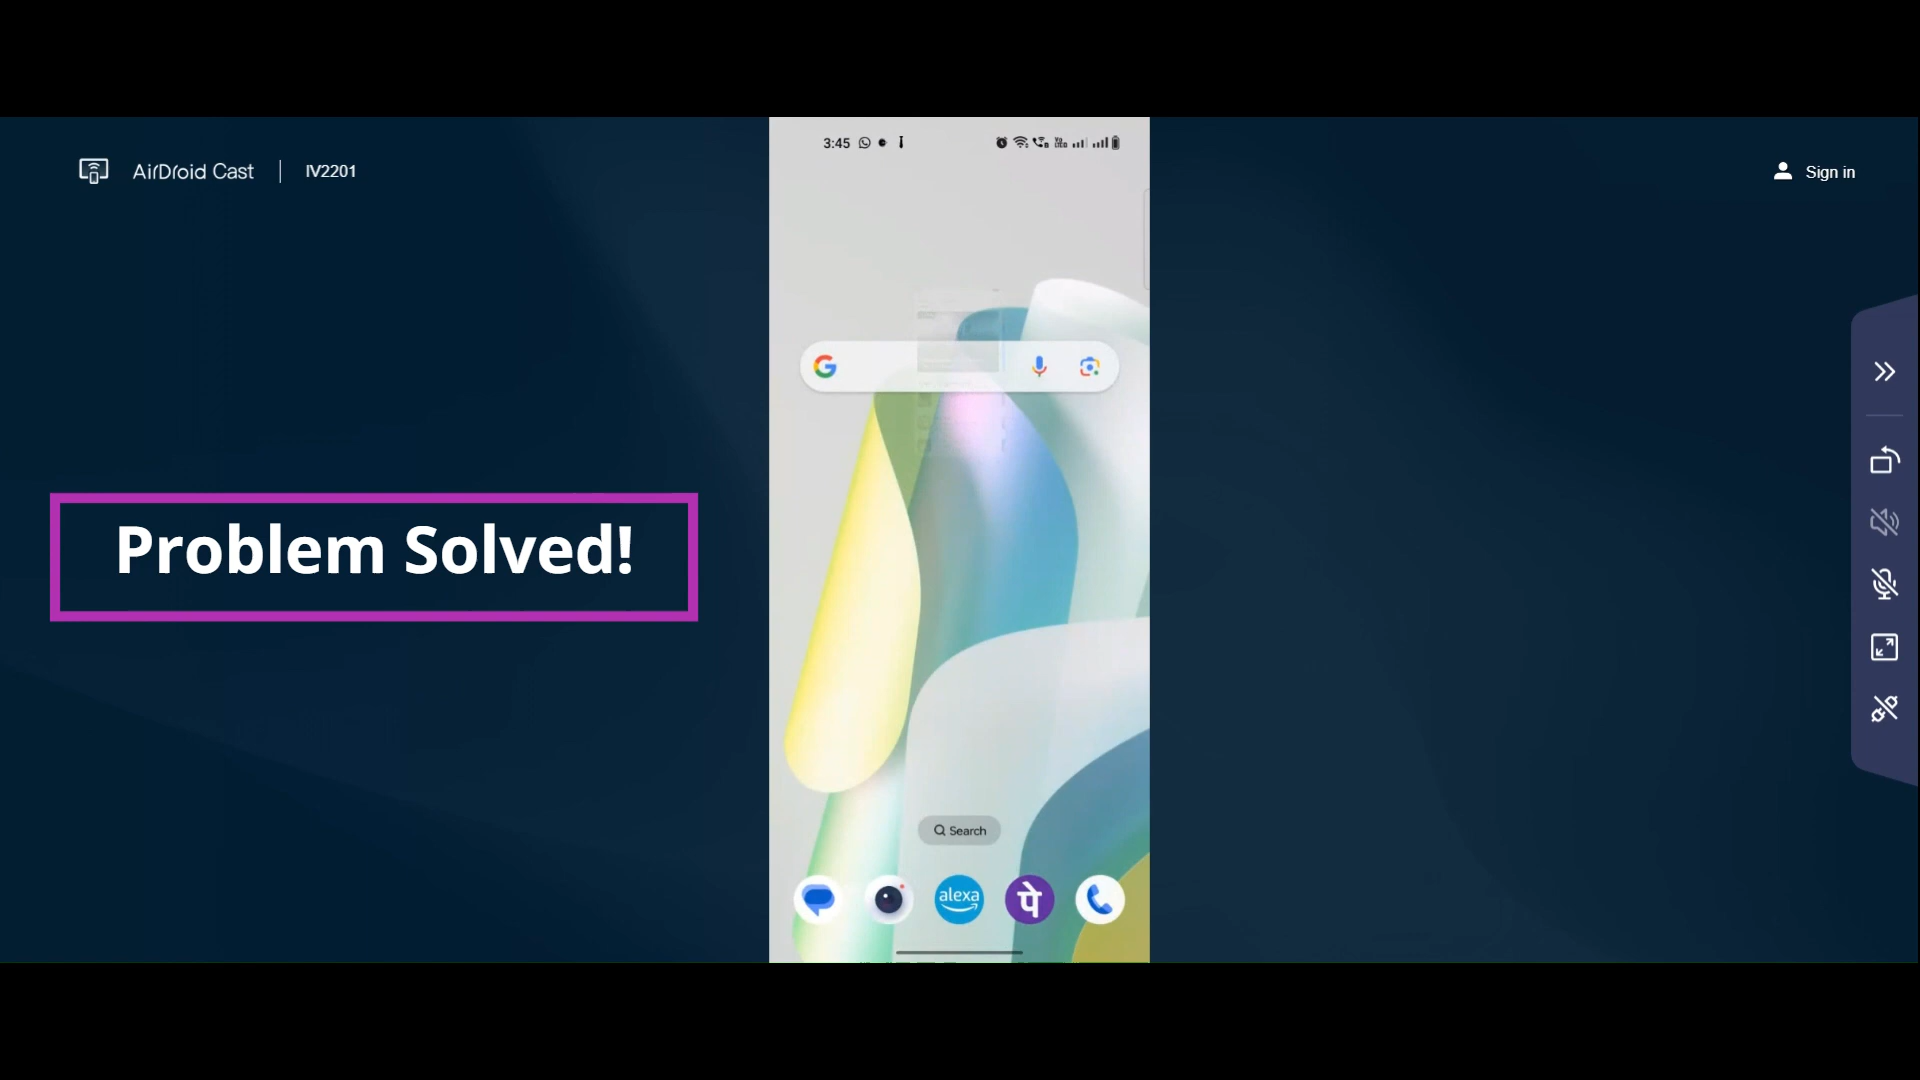 3:45
AirDroid Cast | IV2201
Sign in
Problem Solved!
Search
alexa
पे